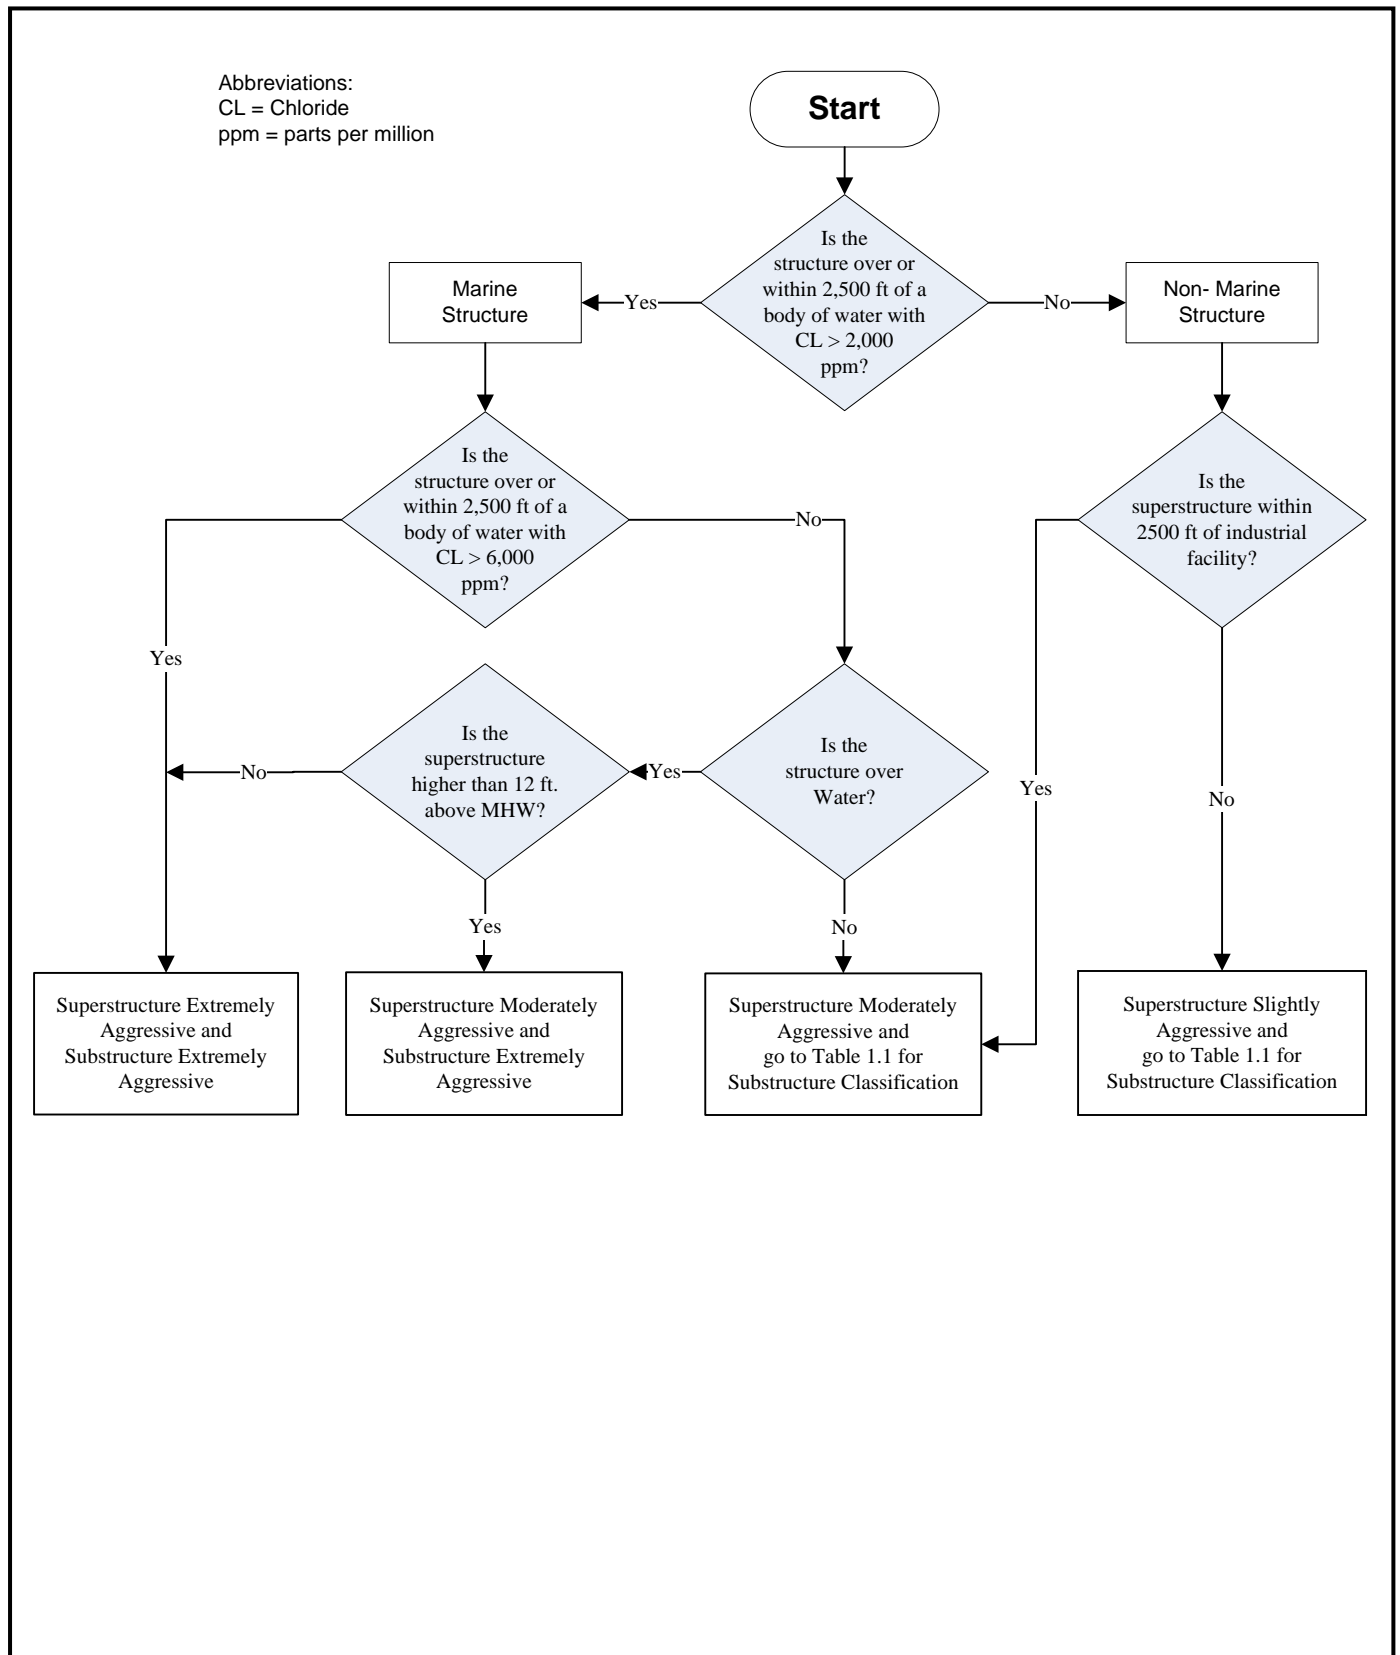 Abbreviations:
CL = Chloride
ppm = parts per million
Start
Is the
structure over or
within 2,500 ft of a
body of water with
CL > 2,000
ppm?
Yes
No
Marine
Structure
Non- Marine
Structure
Is the
structure over or
within 2,500 ft of a
body of water with
CL > 6,000
ppm?
No
Yes
Is the
superstructure within
2500 ft of industrial
facility?
Yes
No
Is the
superstructure
higher than 12 ft.
above MHW?
No
Yes
Is the
structure over
Water?
Yes
No
Superstructure Extremely
Aggressive and
Substructure Extremely
Aggressive
Superstructure Moderately
Aggressive and
Substructure Extremely
Aggressive
Superstructure Moderately
Aggressive and
go to Table 1.1 for
Substructure Classification
Superstructure Slightly
Aggressive and
go to Table 1.1 for
Substructure Classification